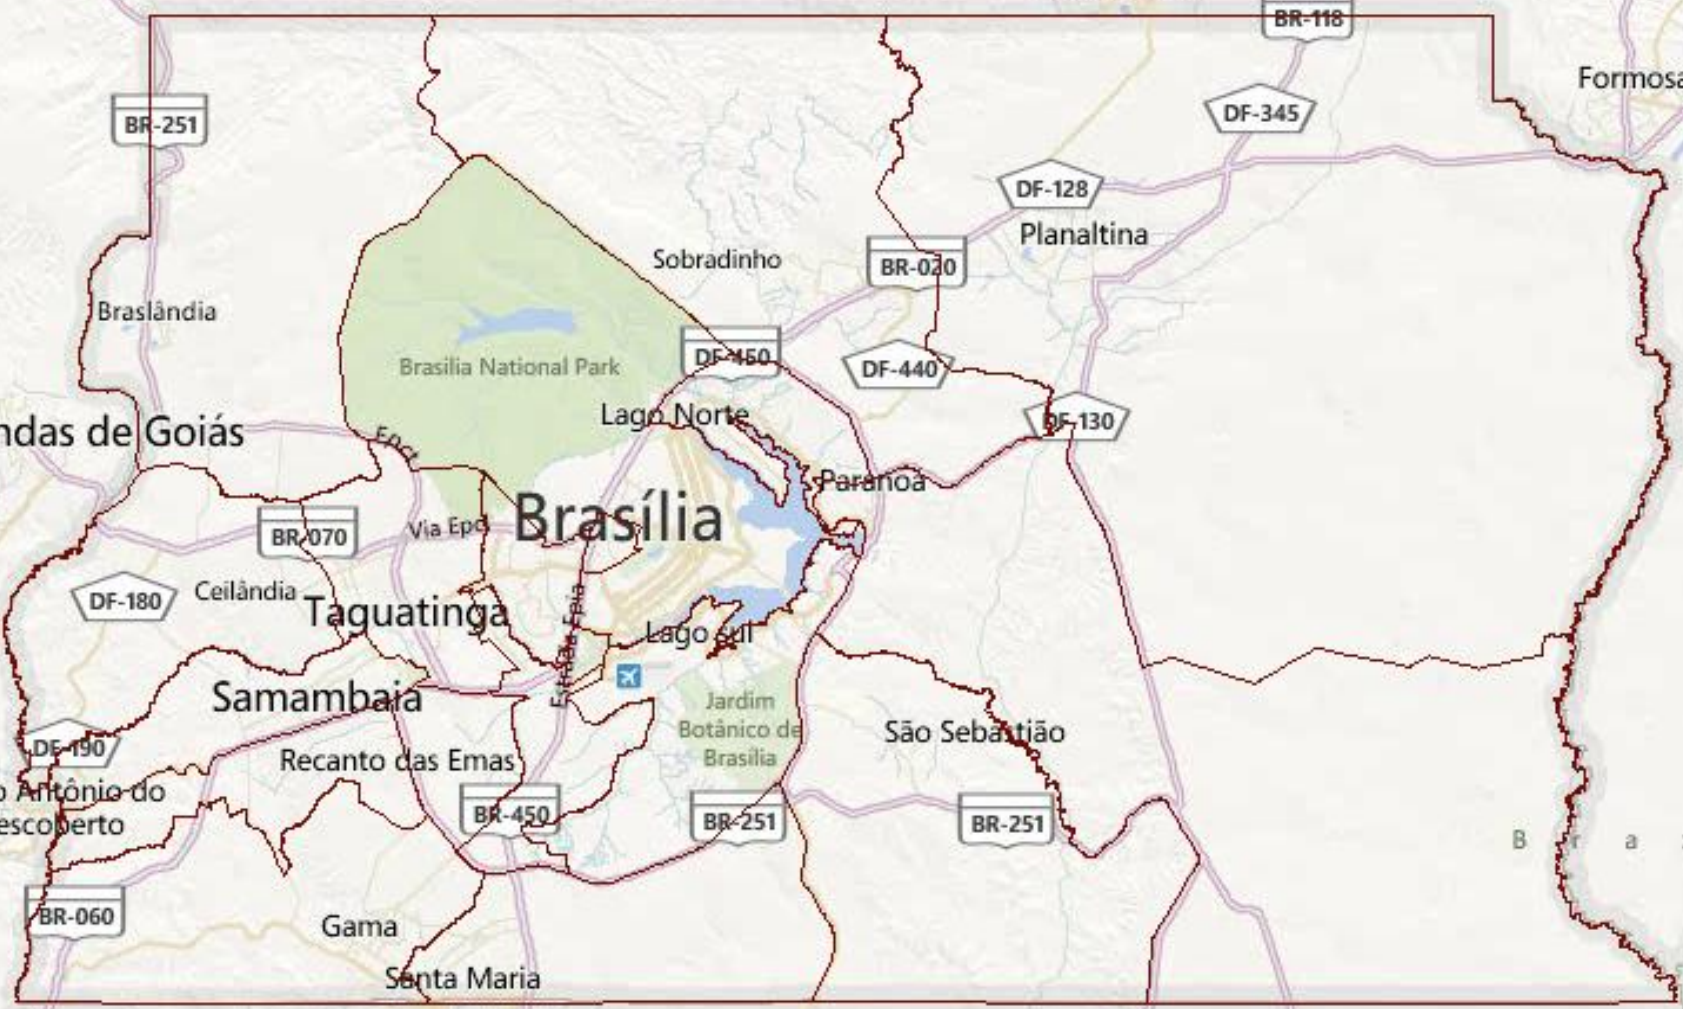 BR-118
Formosa
BR-251
DF-345
DF-128
Planaltina
Sobradinho
BR-020
Braslândia
Brasilia National Park
DF-450
DF-440
Lago Norte
DF-130
ndas de Goiás
Epct
Paranoá
Brasília
Via Epct
BR-070
Ceilândia
DF-180
Taguatinga
Estrada Epia
Lago sul
Samambaia
Jardim
Botânico de
Brasília
São Sebastião
DF-190
Recanto das Emas
o Antônio do
escoberto
BR-450
BR-251
BR-251
B r a
BR-060
Gama
Santa Maria